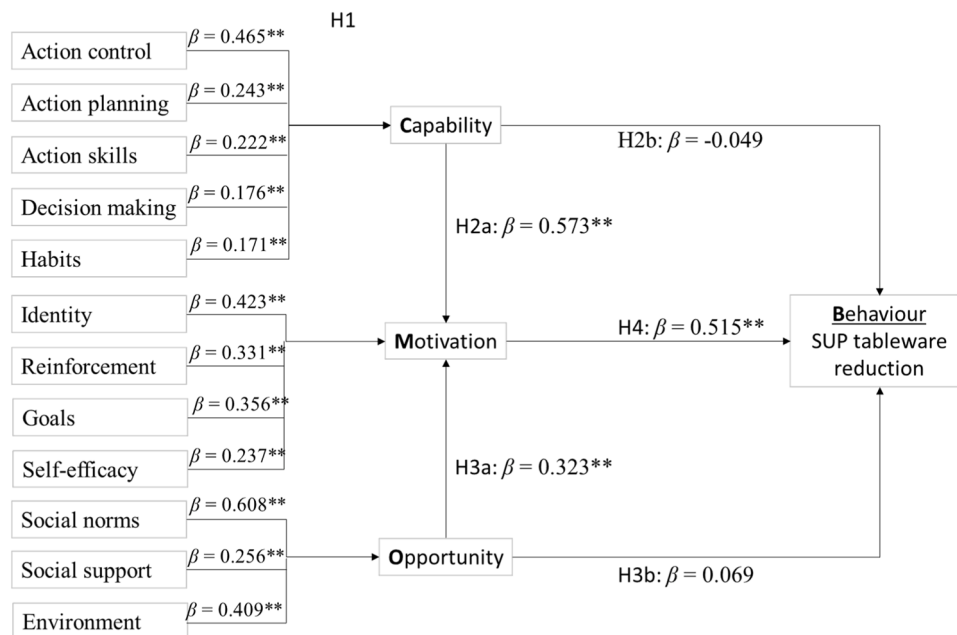 H1
Action control
β = 0.465**
Action planning
β = 0.243**
Action skills
β = 0.222**
Decision making
β = 0.176**
Habits
β = 0.171**
Identity
β = 0.423**
Reinforcement
β = 0.331**
Goals
β = 0.356**
Self-efficacy
β = 0.237**
Social norms
β = 0.608**
Social support
β = 0.256**
Environment
β = 0.409**
Capability
H2b: β = -0.049
H2a: β = 0.573**
Motivation
H4: β = 0.515**
Behaviour
SUP tableware
reduction
H3a: β = 0.323**
Opportunity
H3b: β = 0.069